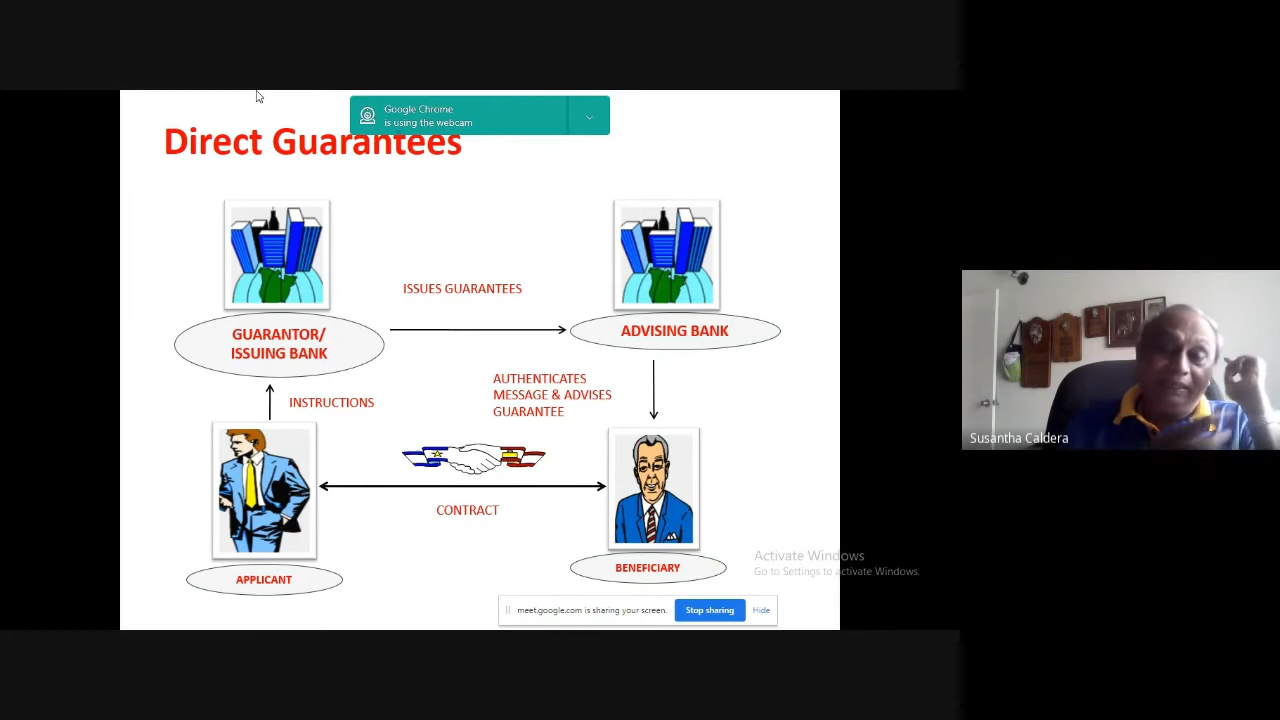 Google Chrome
is using the webcam
Direct Guarantees
ISSUES GUARANTEES
GUARANTOR/
ISSUING BANK
ADVISING BANK
INSTRUCTIONS
AUTHENTICATES
MESSAGE & ADVISES
GUARANTEE
CONTRACT
APPLICANT
BENEFICIARY
Susantha Caldera
Activate Windows
Go to Settings to activate Windows.
meet.google.com is sharing your screen.
Stop sharing
Hide